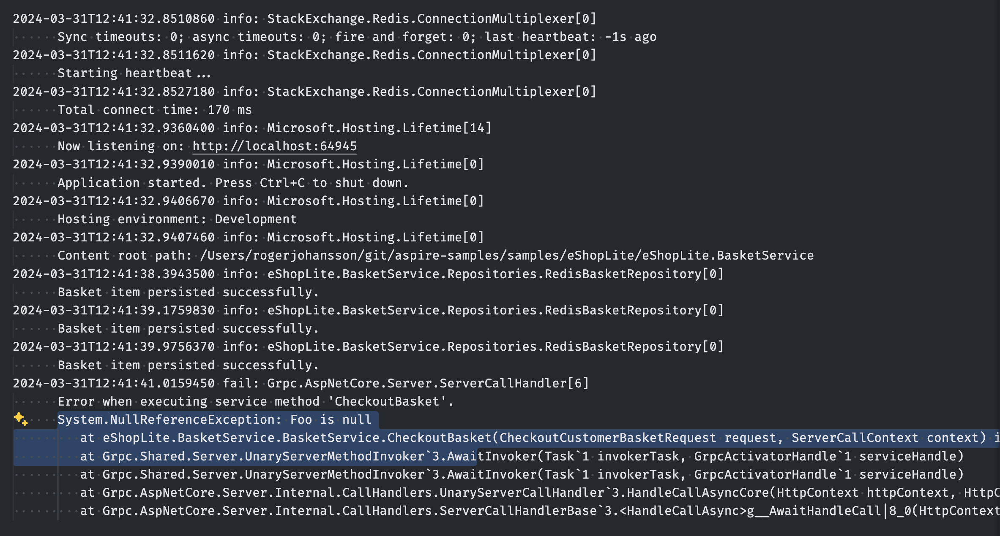 2024-03-31T12:41:32.8510860 info: StackExchange.Redis.ConnectionMultiplexer[0]
      Sync timeouts: 0; async timeouts: 0; fire and forget: 0; last heartbeat: -1s ago
2024-03-31T12:41:32.8511620 info: StackExchange.Redis.ConnectionMultiplexer[0]
      Starting heartbeat...
2024-03-31T12:41:32.8527180 info: StackExchange.Redis.ConnectionMultiplexer[0]
      Total connect time: 170 ms
2024-03-31T12:41:32.9360400 info: Microsoft.Hosting.Lifetime[14]
      Now listening on: http://localhost:64945
2024-03-31T12:41:32.9390010 info: Microsoft.Hosting.Lifetime[0]
      Application started. Press Ctrl+C to shut down.
2024-03-31T12:41:32.9406670 info: Microsoft.Hosting.Lifetime[0]
      Hosting environment: Development
2024-03-31T12:41:32.9407460 info: Microsoft.Hosting.Lifetime[0]
      Content root path: /Users/rogerjohansson/git/aspire-samples/samples/eShopLite/eShopLite.BasketService
2024-03-31T12:41:38.3943500 info: eShopLite.BasketService.Repositories.RedisBasketRepository[0]
      Basket item persisted successfully.
2024-03-31T12:41:39.1759830 info: eShopLite.BasketService.Repositories.RedisBasketRepository[0]
      Basket item persisted successfully.
2024-03-31T12:41:39.9756370 info: eShopLite.BasketService.Repositories.RedisBasketRepository[0]
      Basket item persisted successfully.
2024-03-31T12:41:41.0159450 fail: Grpc.AspNetCore.Server.ServerCallHandler[6]
      Error when executing service method 'CheckoutBasket'.
      System.NullReferenceException: Foo is null
         at eShopLite.BasketService.BasketService.CheckoutBasket(CheckoutCustomerBasketRequest request, ServerCallContext context) i
         at Grpc.Shared.Server.UnaryServerMethodInvoker`3.AwaitInvoker(Task`1 invokerTask, GrpcActivatorHandle`1 serviceHandle)
         at Grpc.Shared.Server.UnaryServerMethodInvoker`3.AwaitInvoker(Task`1 invokerTask, GrpcActivatorHandle`1 serviceHandle)
         at Grpc.AspNetCore.Server.Internal.CallHandlers.UnaryServerCallHandler`3.HandleCallAsyncCore(HttpContext httpContext, HttpC
         at Grpc.AspNetCore.Server.Internal.CallHandlers.ServerCallHandlerBase`3.<HandleCallAsync>g__AwaitHandleCall|8_0(HttpContext